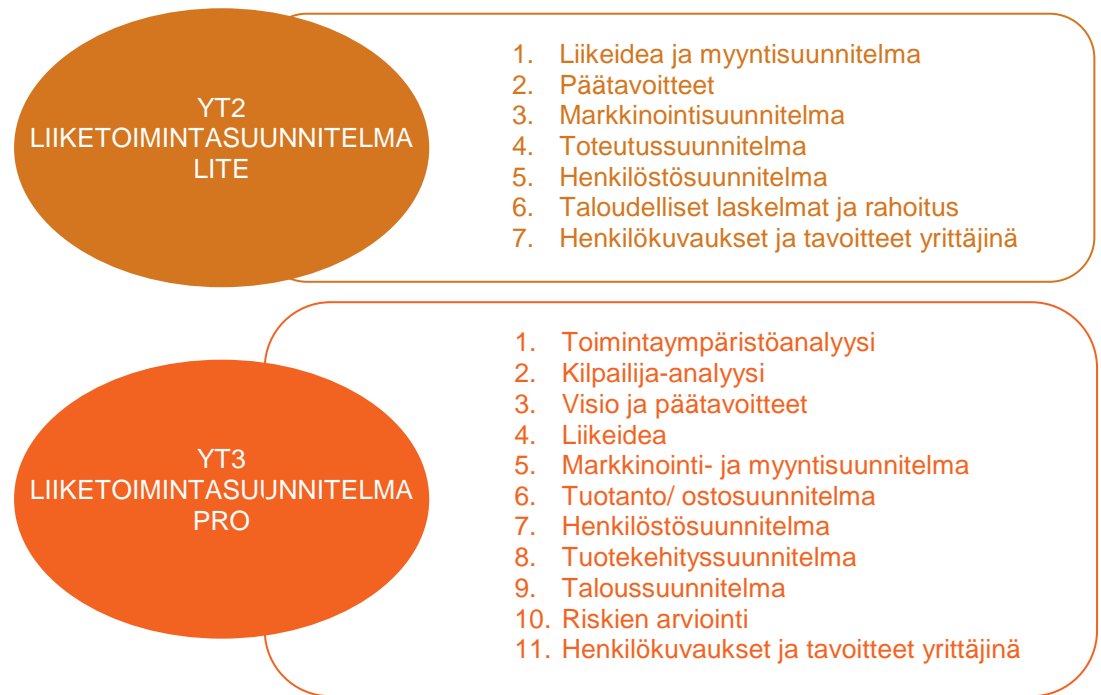 YT2
LIIKETOIMINTASUUNNITELMA
LITE
1. Liikeidea ja myyntisuunnitelma
2. Päätavoitteet
3. Markkinointisuunnitelma
4. Toteutussuunnitelma
5. Henkilöstösuunnitelma
6. Taloudelliset laskelmat ja rahoitus
7. Henkilökuvaukset ja tavoitteet yrittäjinä
YT3
LIIKETOIMINTASUUNNITELMA
PRO
1. Toimintaympäristöanalyysi
2. Kilpailija-analyysi
3. Visio ja päätavoitteet
4. Liikeidea
5. Markkinointi- ja myyntisuunnitelma
6. Tuotanto/ ostosuunnitelma
7. Henkilöstösuunnitelma
8. Tuotekehityssuunnitelma
9. Taloussuunnitelma
10. Riskien arviointi
11. Henkilökuvaukset ja tavoitteet yrittäjinä